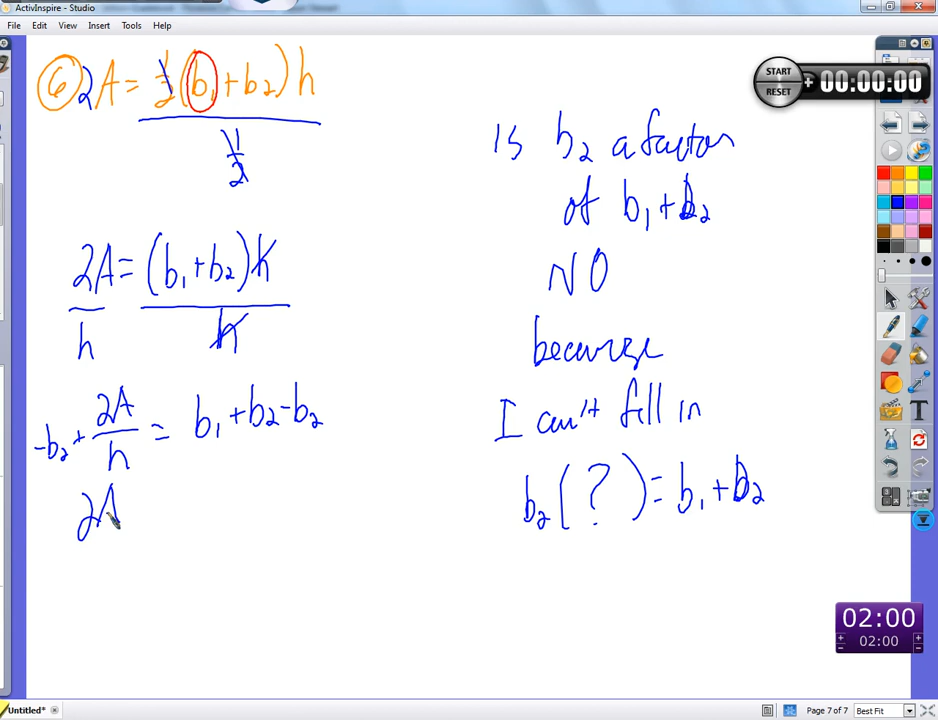 ActivInspire - Studio
File Edit View Insert Tools Help
START
RESET
+ 00:00:00
⑥ 2A = 1/2 (b₁ + b₂) h
1/2
2A = (b₁ + b₂) h
h h
-b₂ + 2A/h = b₁ + b₂ - b₂
2A
Is b₂ a factor
of b₁ + b₂
NO
because
I can't fill in
b₂ ( ? ) = b₁ + b₂
02:00
02:00
Untitled*
Page 7 of 7
Best Fit